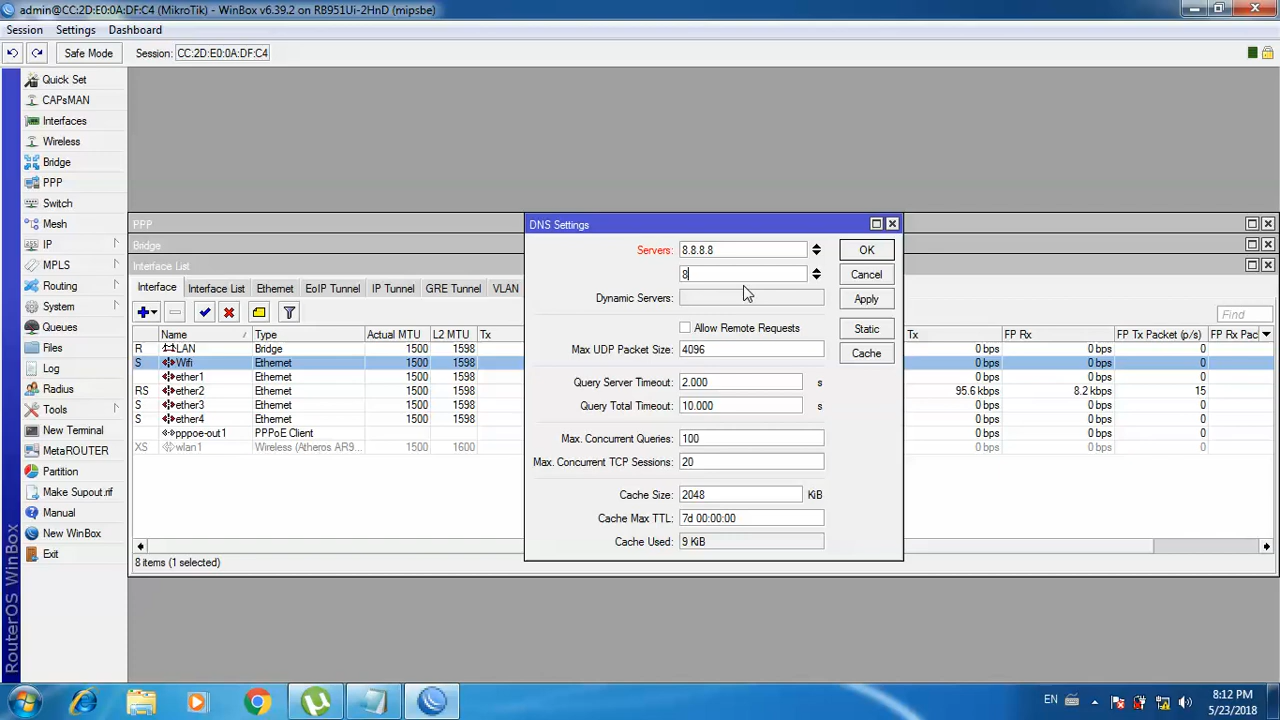 admin@CC:2D:E0:0A:DF:C4 (MikroTik) - WinBox v6.39.2 on RB951Ui-2HnD (mipsbe)
Session Settings Dashboard
Safe Mode Session: CC:2D:E0:0A:DF:C4
Quick Set
CAPsMAN
Interfaces
Wireless
Bridge
PPP
Switch
Mesh
IP
MPLS
Routing
System
Queues
Files
Log
Radius
Tools
New Terminal
MetaROUTER
Partition
Make Supout.rif
Manual
New WinBox
Exit
RouterOS WinBox
PPP
Bridge
Interface List
Interface Interface List Ethernet EoIP Tunnel IP Tunnel GRE Tunnel VLAN
Find
Name / Type Actual MTU L2 MTU Tx Tx FP Rx FP Tx Packet (p/s) FP Rx Pac
R LAN Bridge 1500 1598 0 bps 0 bps 0
S Wifi Ethernet 1500 1598 0 bps 0 bps 0
ether1 Ethernet 1500 1598 0 bps 0 bps 0
RS ether2 Ethernet 1500 1598 95.6 kbps 8.2 kbps 15
S ether3 Ethernet 1500 1598 0 bps 0 bps 0
S ether4 Ethernet 1500 1598 0 bps 0 bps 0
pppoe-out1 PPPoE Client 0 bps 0 bps 0
XS wlan1 Wireless (Atheros AR9... 1500 1600 0 bps 0 bps 0
8 items (1 selected)
DNS Settings
Servers: 8.8.8.8
8
Dynamic Servers:
Allow Remote Requests
Max UDP Packet Size: 4096
Query Server Timeout: 2.000 s
Query Total Timeout: 10.000 s
Max. Concurrent Queries: 100
Max. Concurrent TCP Sessions: 20
Cache Size: 2048 KiB
Cache Max TTL: 7d 00:00:00
Cache Used: 9 KiB
OK
Cancel
Apply
Static
Cache
EN
8:12 PM
5/23/2018